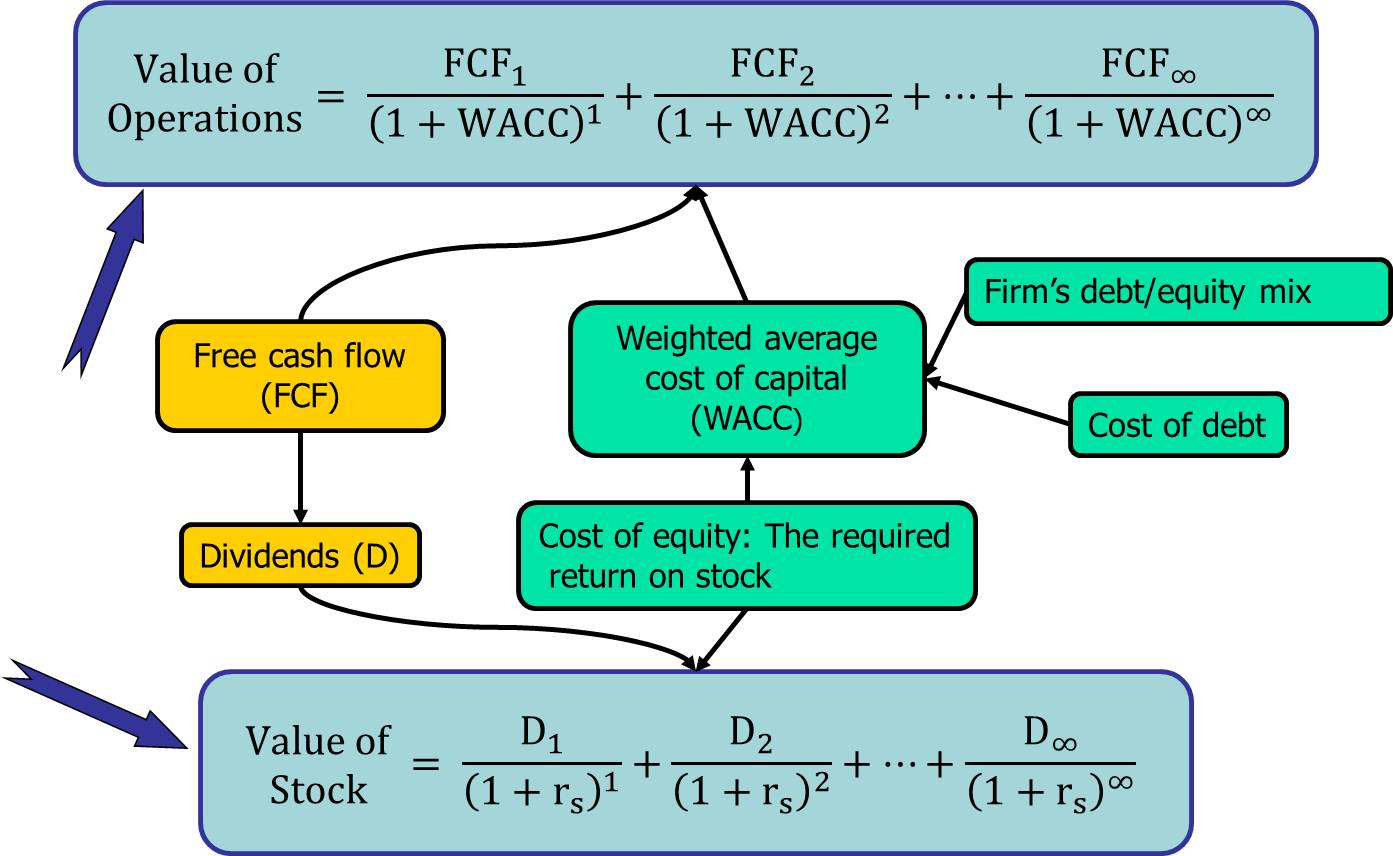 Value of Operations = FCF₁/(1 + WACC)¹ + FCF₂/(1 + WACC)² + ⋯ + FCF∞/(1 + WACC)^∞
Firm’s debt/equity mix
Free cash flow
(FCF)
Weighted average
cost of capital
(WACC)
Cost of debt
Dividends (D)
Cost of equity: The required
return on stock
Value of Stock = D₁/(1 + rₛ)¹ + D₂/(1 + rₛ)² + ⋯ + D∞/(1 + rₛ)^∞